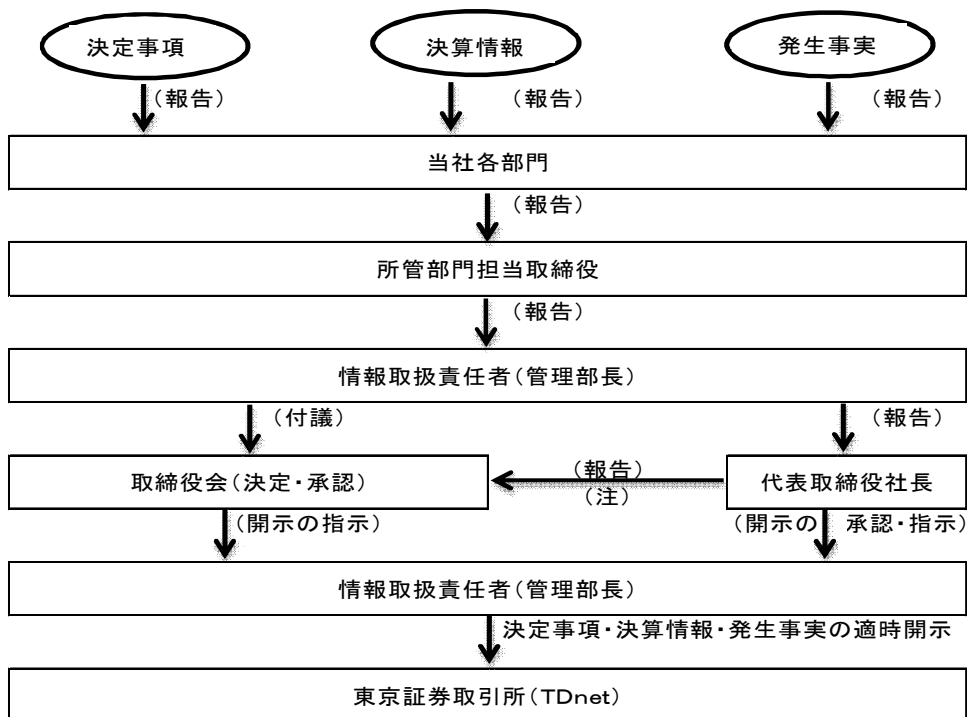 決定事項
決算情報
発生事実
(報告)
(報告)
(報告)
当社各部門
(報告)
所管部門担当取締役
(報告)
情報取扱責任者(管理部長)
(付議)
(報告)
取締役会(決定・承認)
(報告)
(注)
代表取締役社長
(開示の指示)
(開示の 承認・指示)
情報取扱責任者(管理部長)
決定事項・決算情報・発生事実の適時開示
東京証券取引所(TDnet)